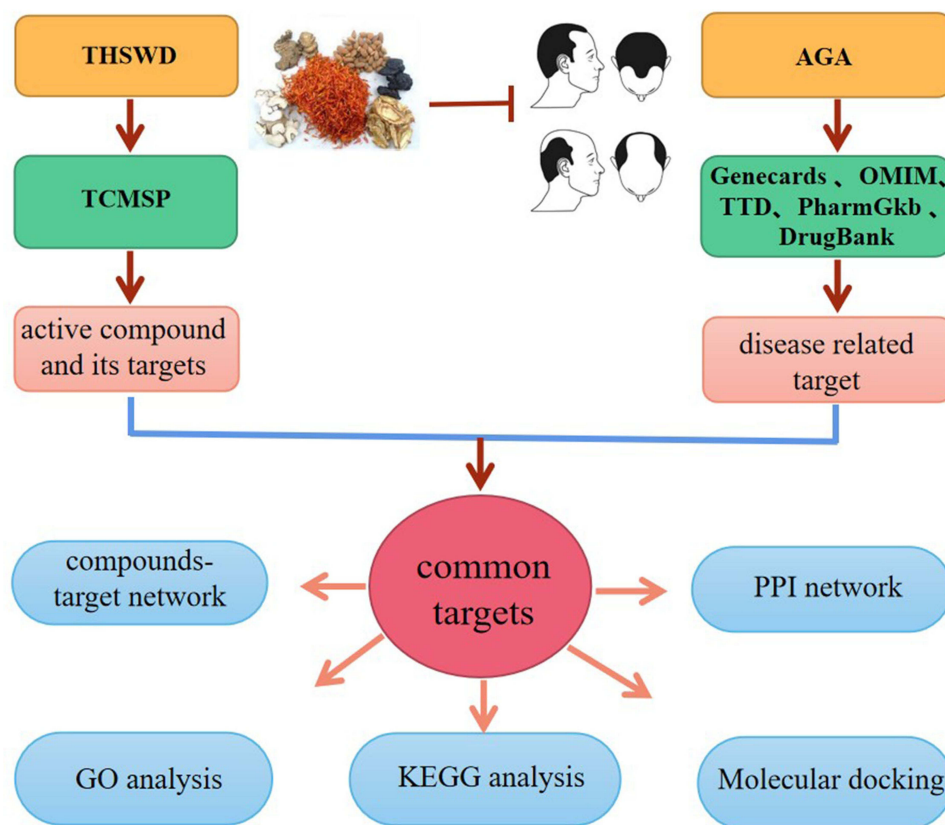 THSWD
AGA
TCMSP
Genecards 、OMIM、
TTD、PharmGkb 、
DrugBank
active compound
and its targets
disease related
target
common
targets
compounds-
target network
PPI network
GO analysis
KEGG analysis
Molecular docking